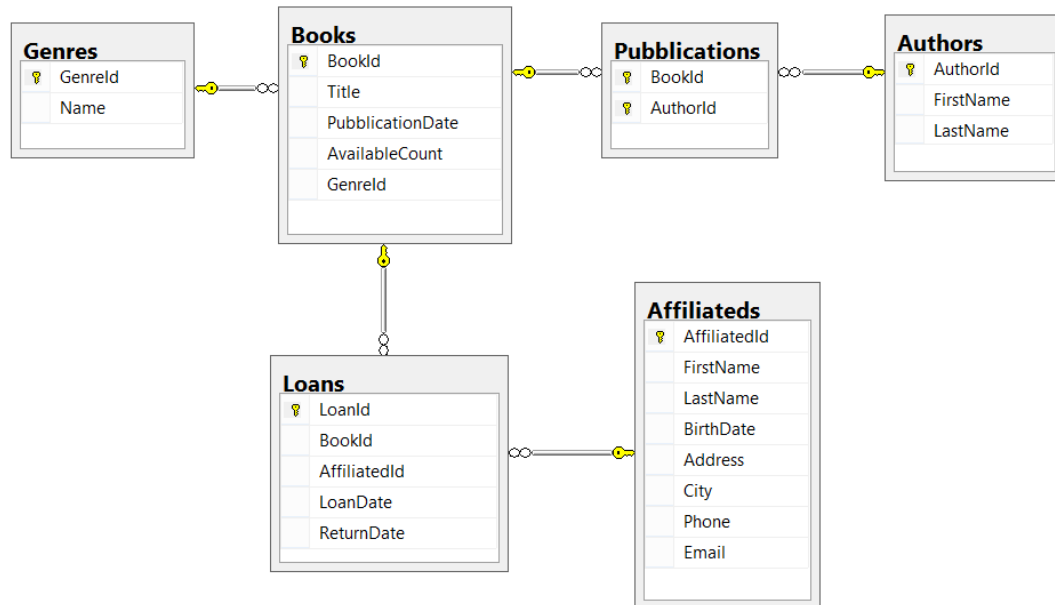 Genres
GenreId
Name
Books
BookId
Title
PubblicationDate
AvailableCount
GenreId
Pubblications
BookId
AuthorId
Authors
AuthorId
FirstName
LastName
Loans
LoanId
BookId
AffiliatedId
LoanDate
ReturnDate
Affiliateds
AffiliatedId
FirstName
LastName
BirthDate
Address
City
Phone
Email